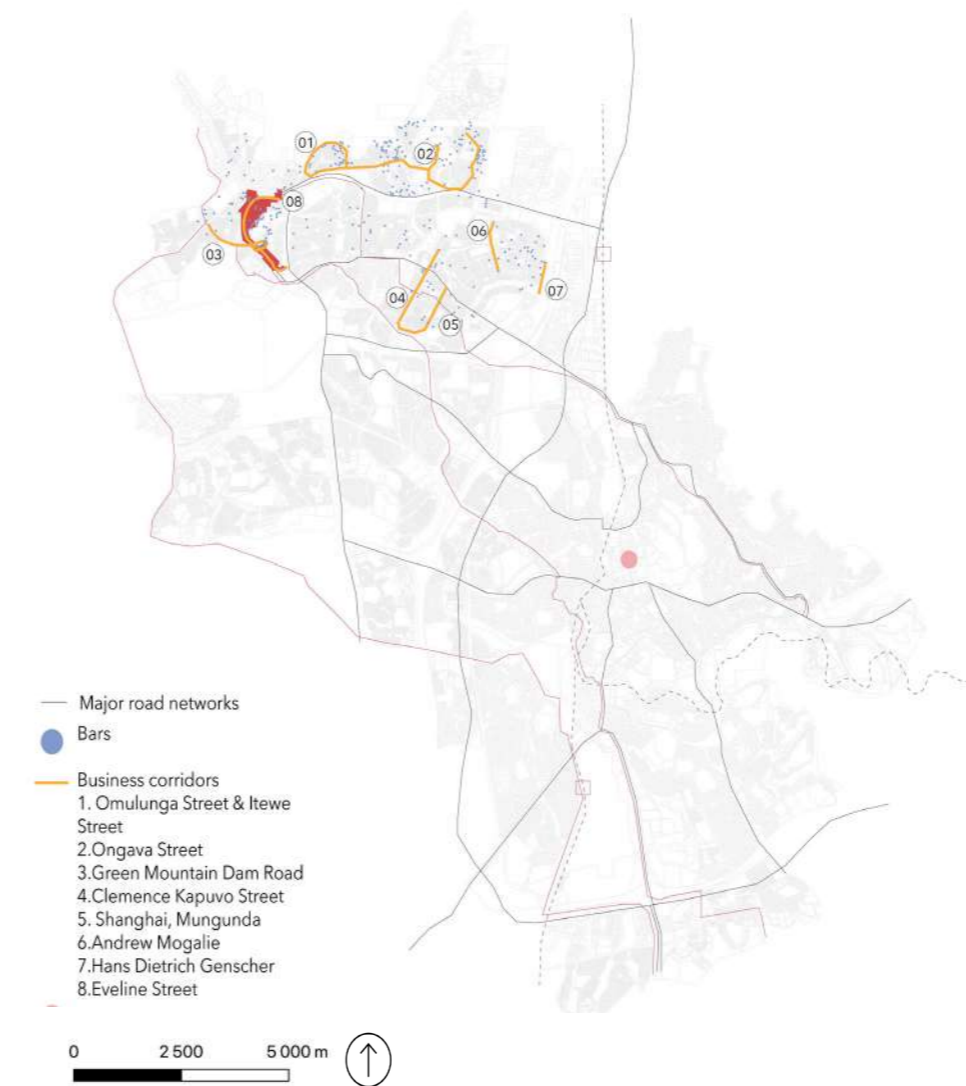 01
02
08
06
03
07
04
05
Major road networks
Bars
Business corridors
1. Omulunga Street & Itewe
Street
2.Ongava Street
3.Green Mountain Dam Road
4.Clemence Kapuvo Street
5. Shanghai, Mungunda
6.Andrew Mogalie
7.Hans Dietrich Genscher
8.Eveline Street
0 2 500 5 000 m